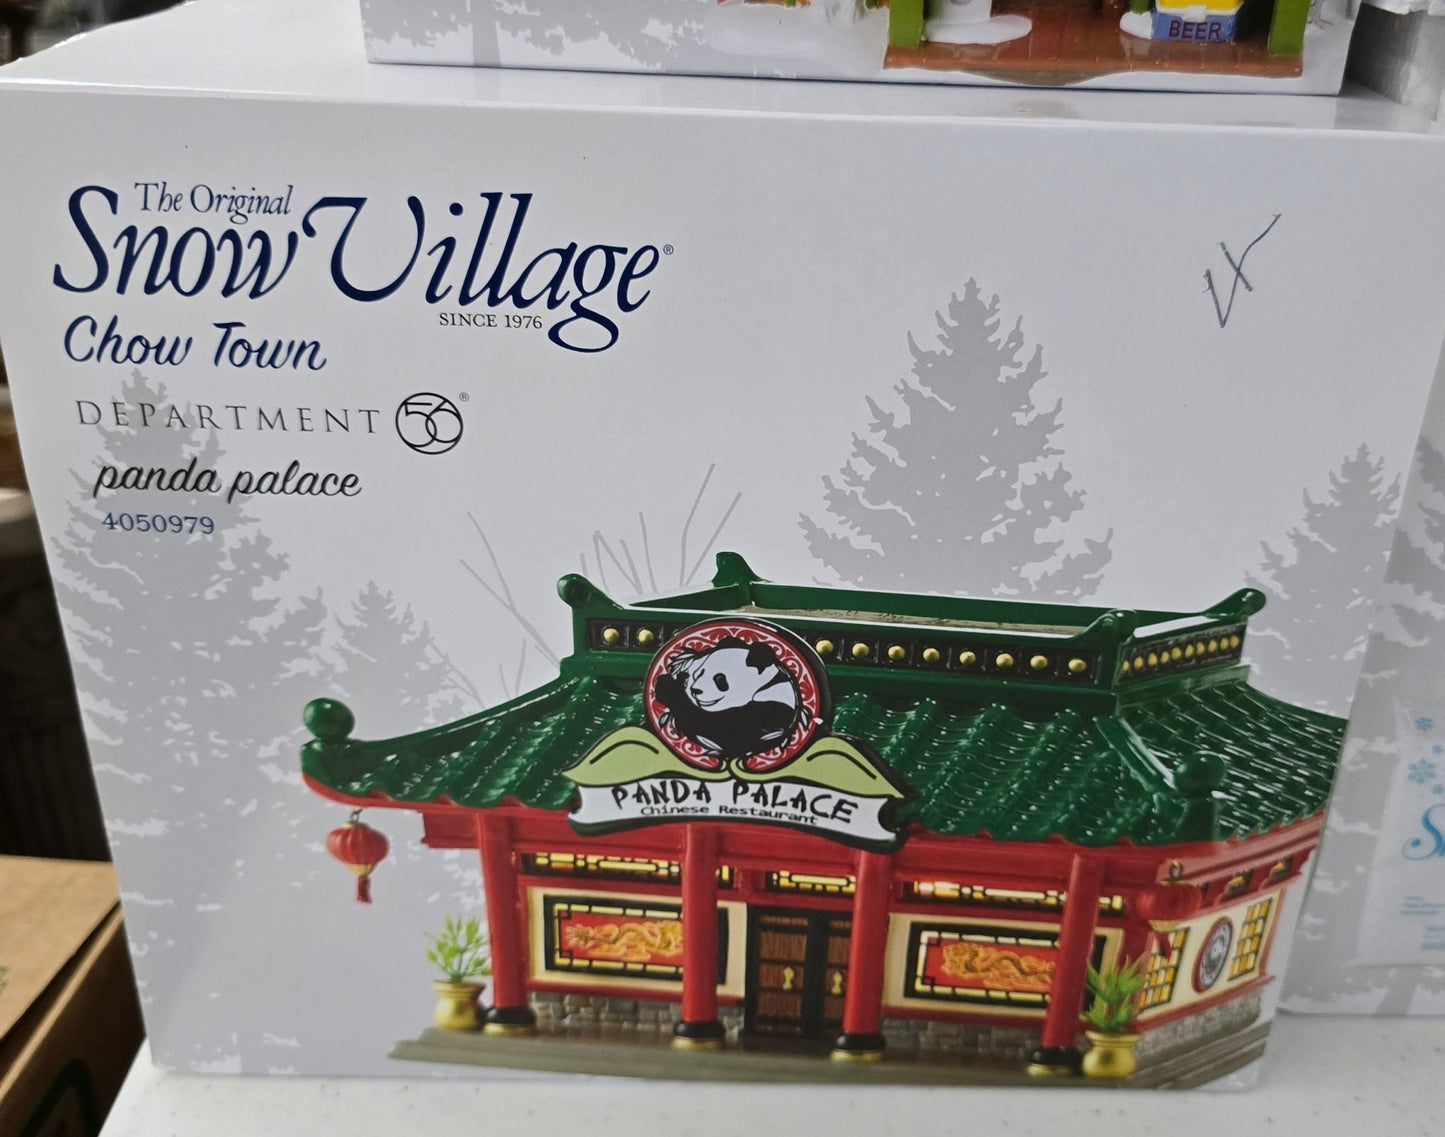 BEER
The Original
Snow Village®
SINCE 1976
Chow Town
DEPARTMENT 56®
panda palace
4050979
PANDA PALACE
Chinese Restaurant